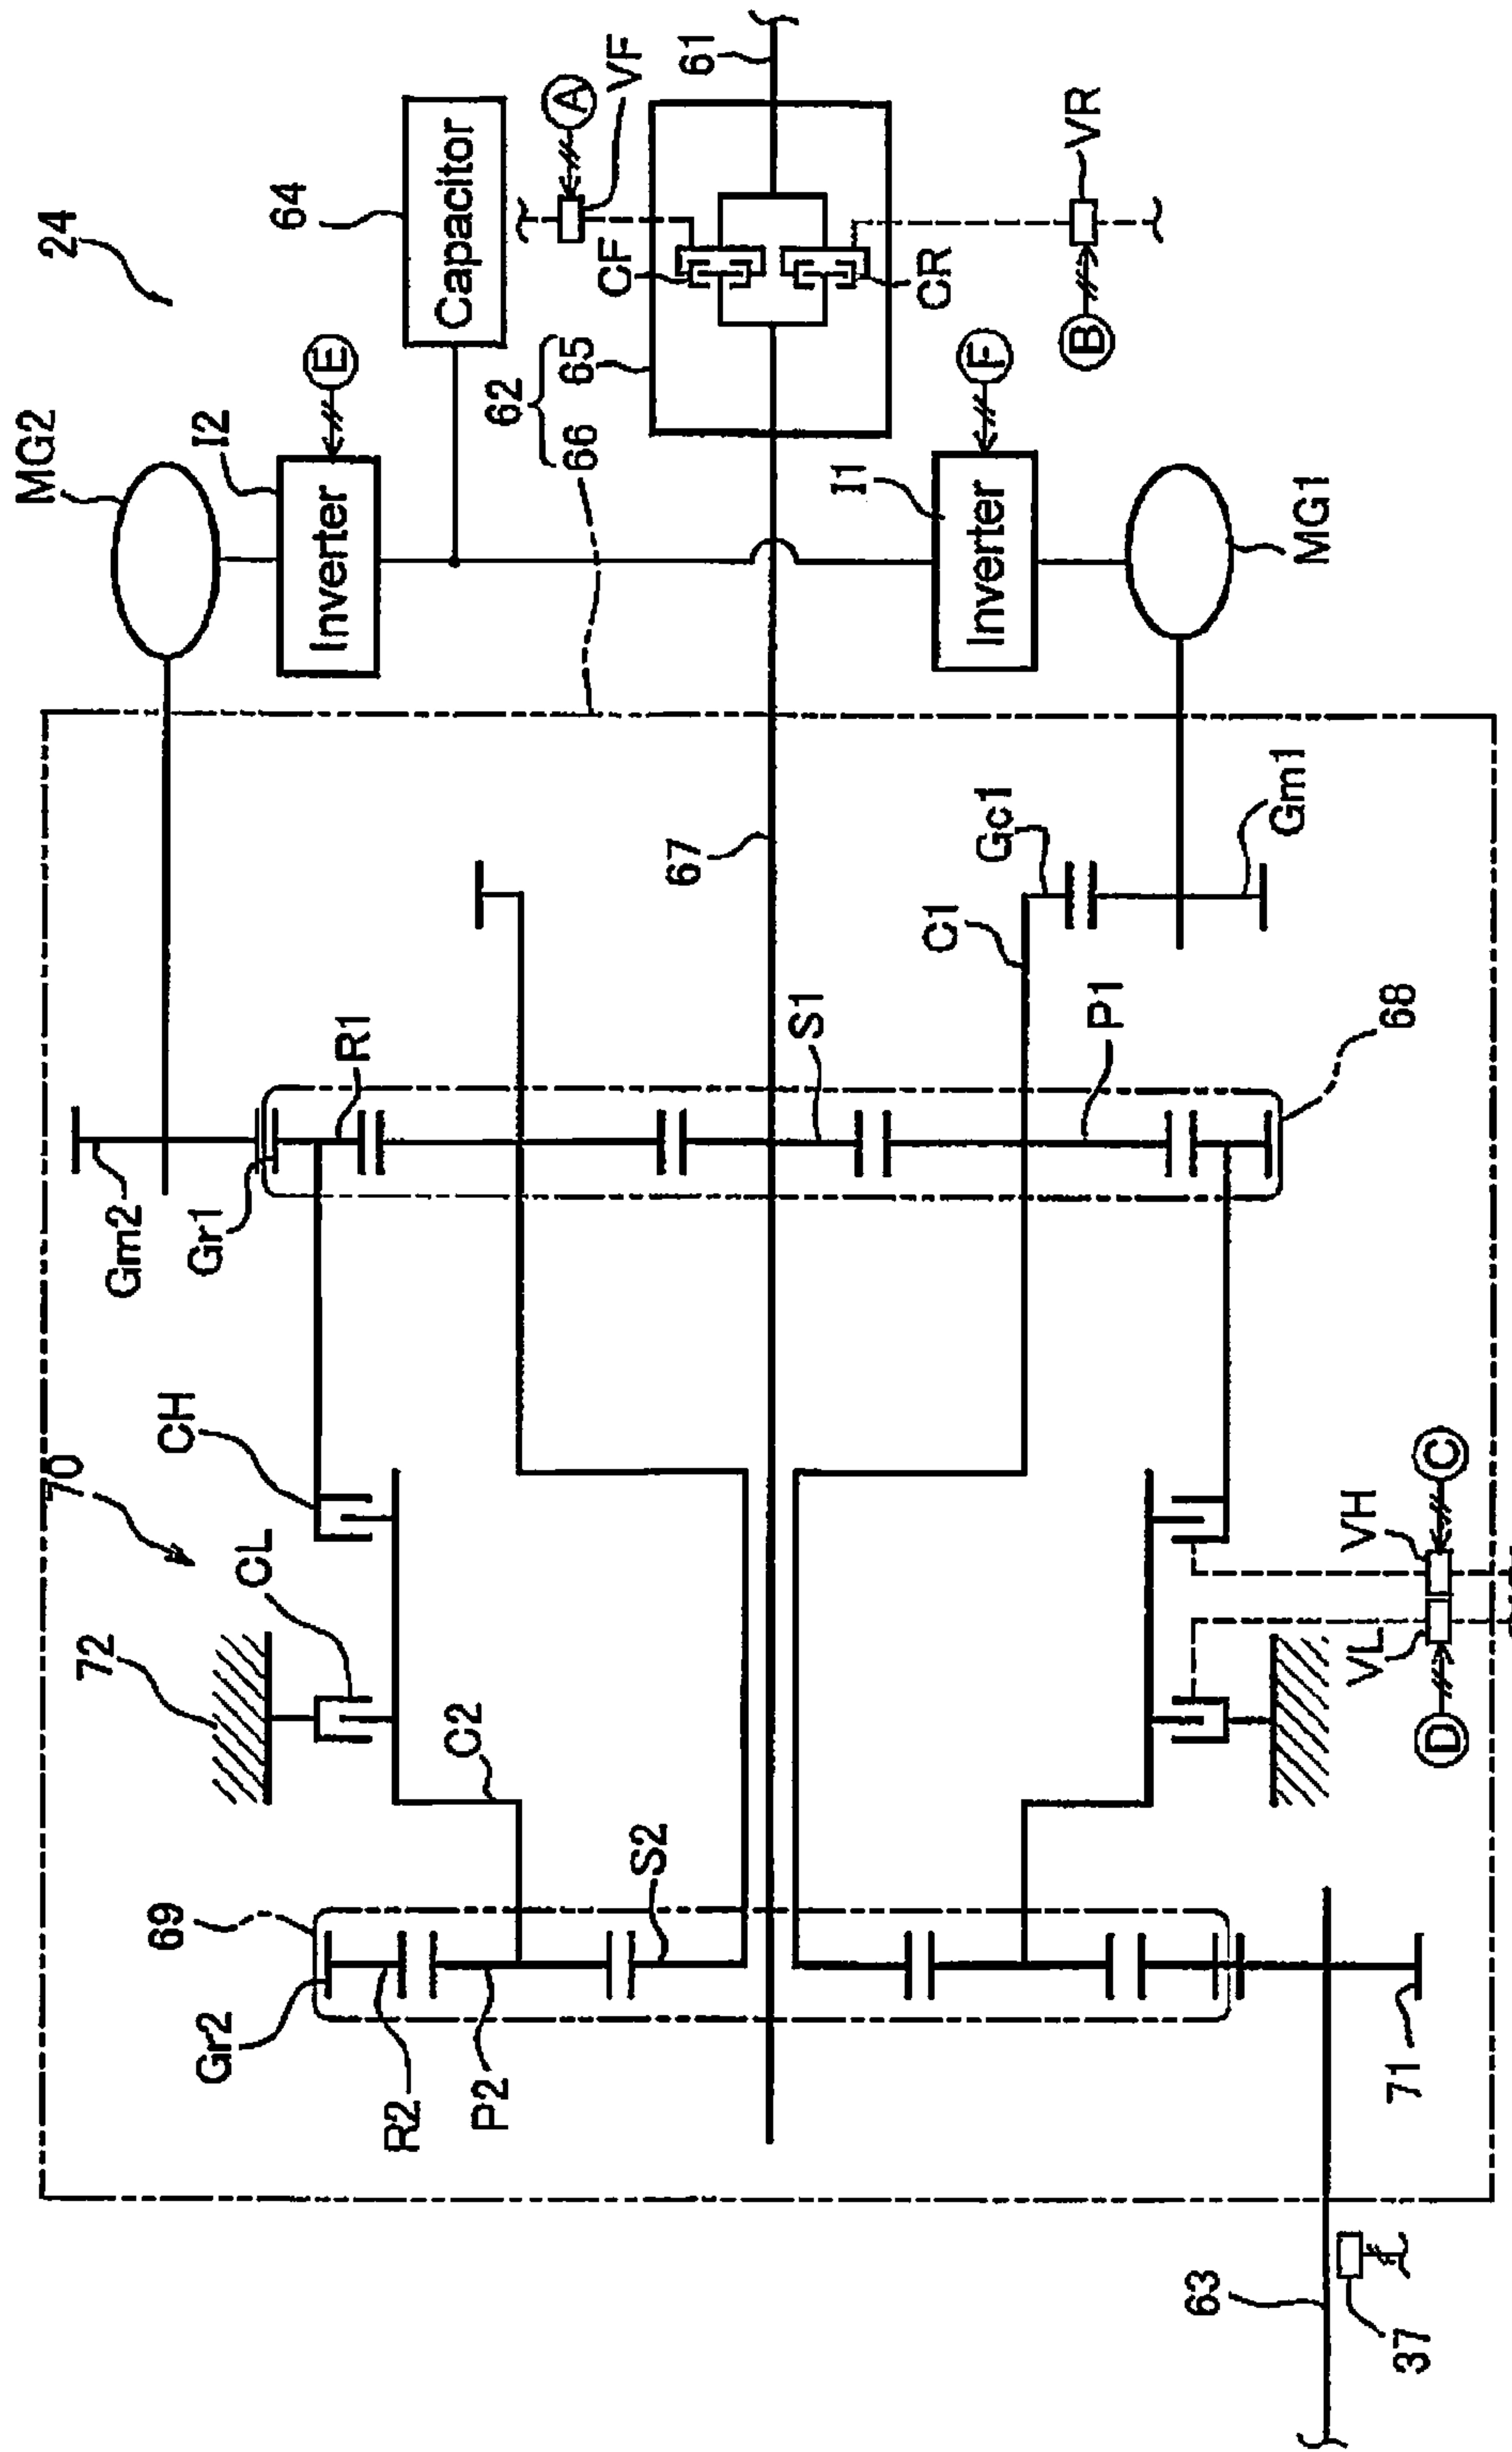 24
MG2
I2
Inverter
E
64
Capacitor
A
VF
61
62
65
66
CF
CR
VR
B
F
I1
Inverter
MG1
67
Gm2
Gr1
R1
S1
C1
Gc1
Gm1
P1
68
70
CH
CL
72
C2
VH
C
VL
D
69
Gr2
R2
P2
S2
71
63
37